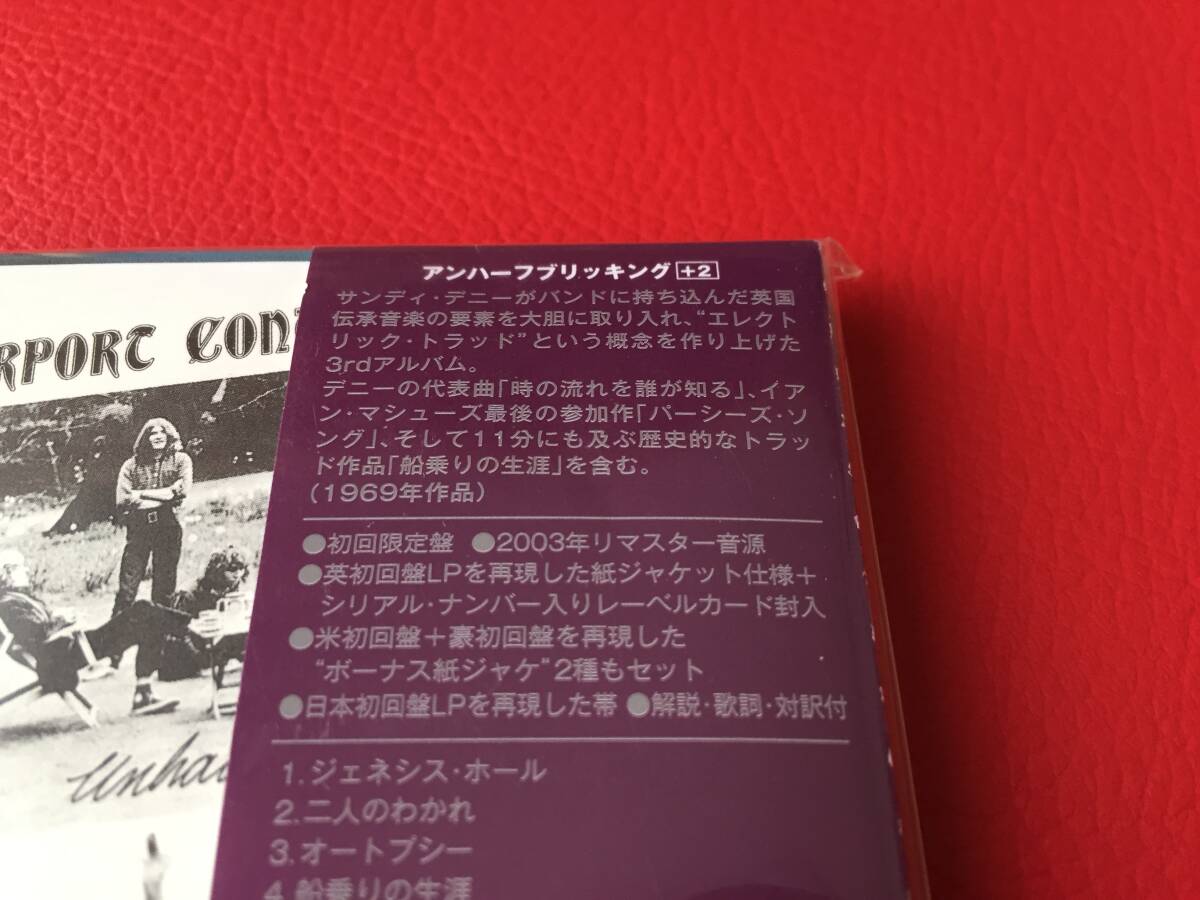 RPORT CON
Unha
アンハーフブリッキング +2
サンディ・デニーがバンドに持ち込んだ英国
伝承音楽の要素を大胆に取り入れ、“エレクト
リック・トラッド”という概念を作り上げた
3rdアルバム。
デニーの代表曲「時の流れを誰が知る」、イア
ン・マシューズ最後の参加作「パーシーズ・ソ
ング」、そして11分にも及ぶ歴史的なトラッ
ド作品「船乗りの生涯」を含む。
(1969年作品)
●初回限定盤 ●2003年リマスター音源
●英初回盤LPを再現した紙ジャケット仕様+
シリアル・ナンバー入りレーベルカード封入
●米初回盤+豪初回盤を再現した
“ボーナス紙ジャケ”2種もセット
●日本初回盤LPを再現した帯 ●解説・歌詞・対訳付
1.ジェネシス・ホール
2.二人のわかれ
3.オートプシー
4.船乗りの生涯